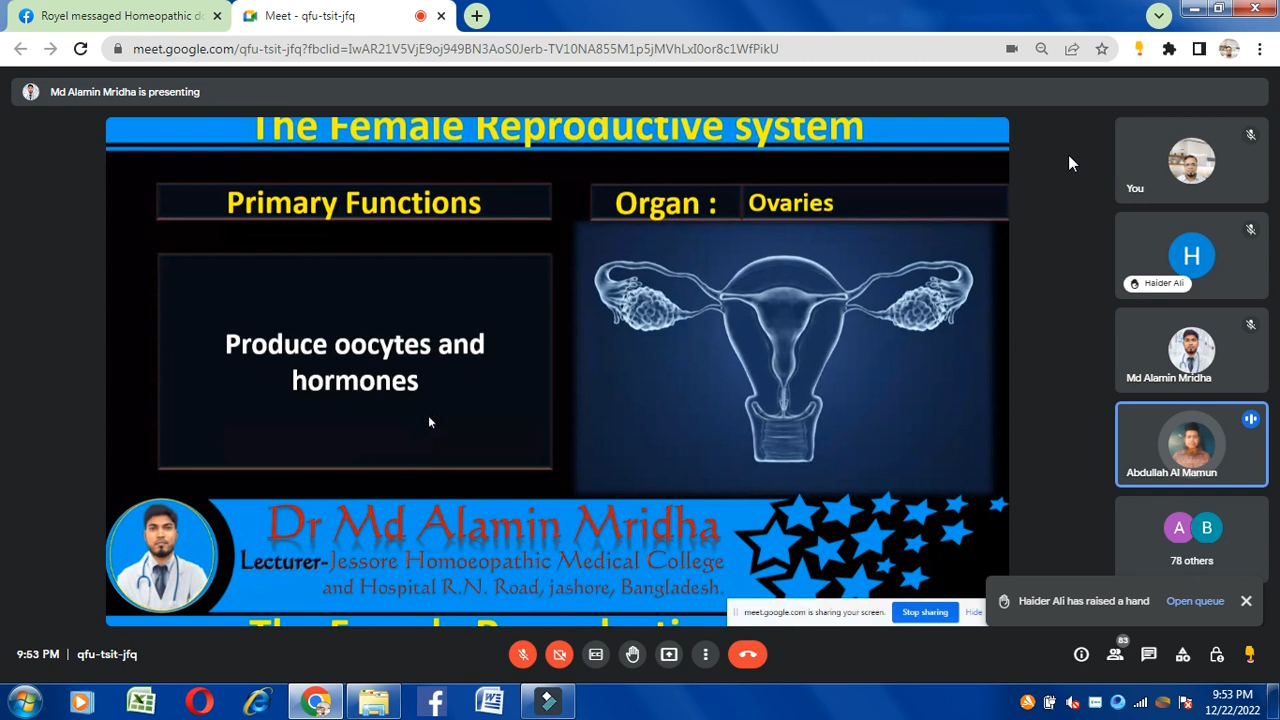 Royel messaged Homeopathic d
Meet - qfu-tsit-jfq
meet.google.com/qfu-tsit-jfq?fbclid=IwAR21V5VjE9oj949BN3AoS0Jerb-TV10NA855M1p5jMVhLxI0or8c1WfPikU
Md Alamin Mridha is presenting
The Female Reproductive system
Primary Functions
Organ :
Ovaries
Produce oocytes and
hormones
Dr Md Alamin Mridha
Lecturer-Jessore Homoeopathic Medical College
and Hospital R.N. Road, jashore, Bangladesh.
meet.google.com is sharing your screen.
Stop sharing
Hide
You
H
Haider Ali
Md Alamin Mridha
Abdullah Al Mamun
A
B
78 others
Haider Ali has raised a hand
Open queue
9:53 PM | qfu-tsit-jfq
83
9:53 PM
12/22/2022